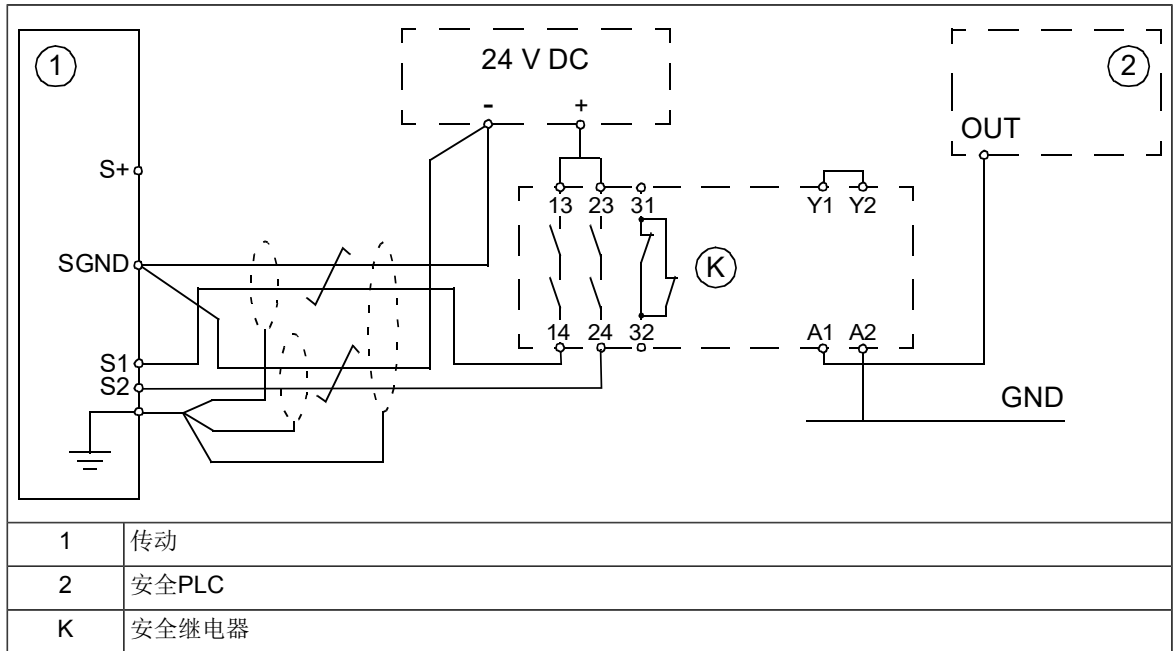 1
24 V DC
2
- +
OUT
S+
13 23 31
Y1 Y2
SGND
K
14 24 32
A1 A2
S1
S2
GND
1 传动
2 安全PLC
K 安全继电器